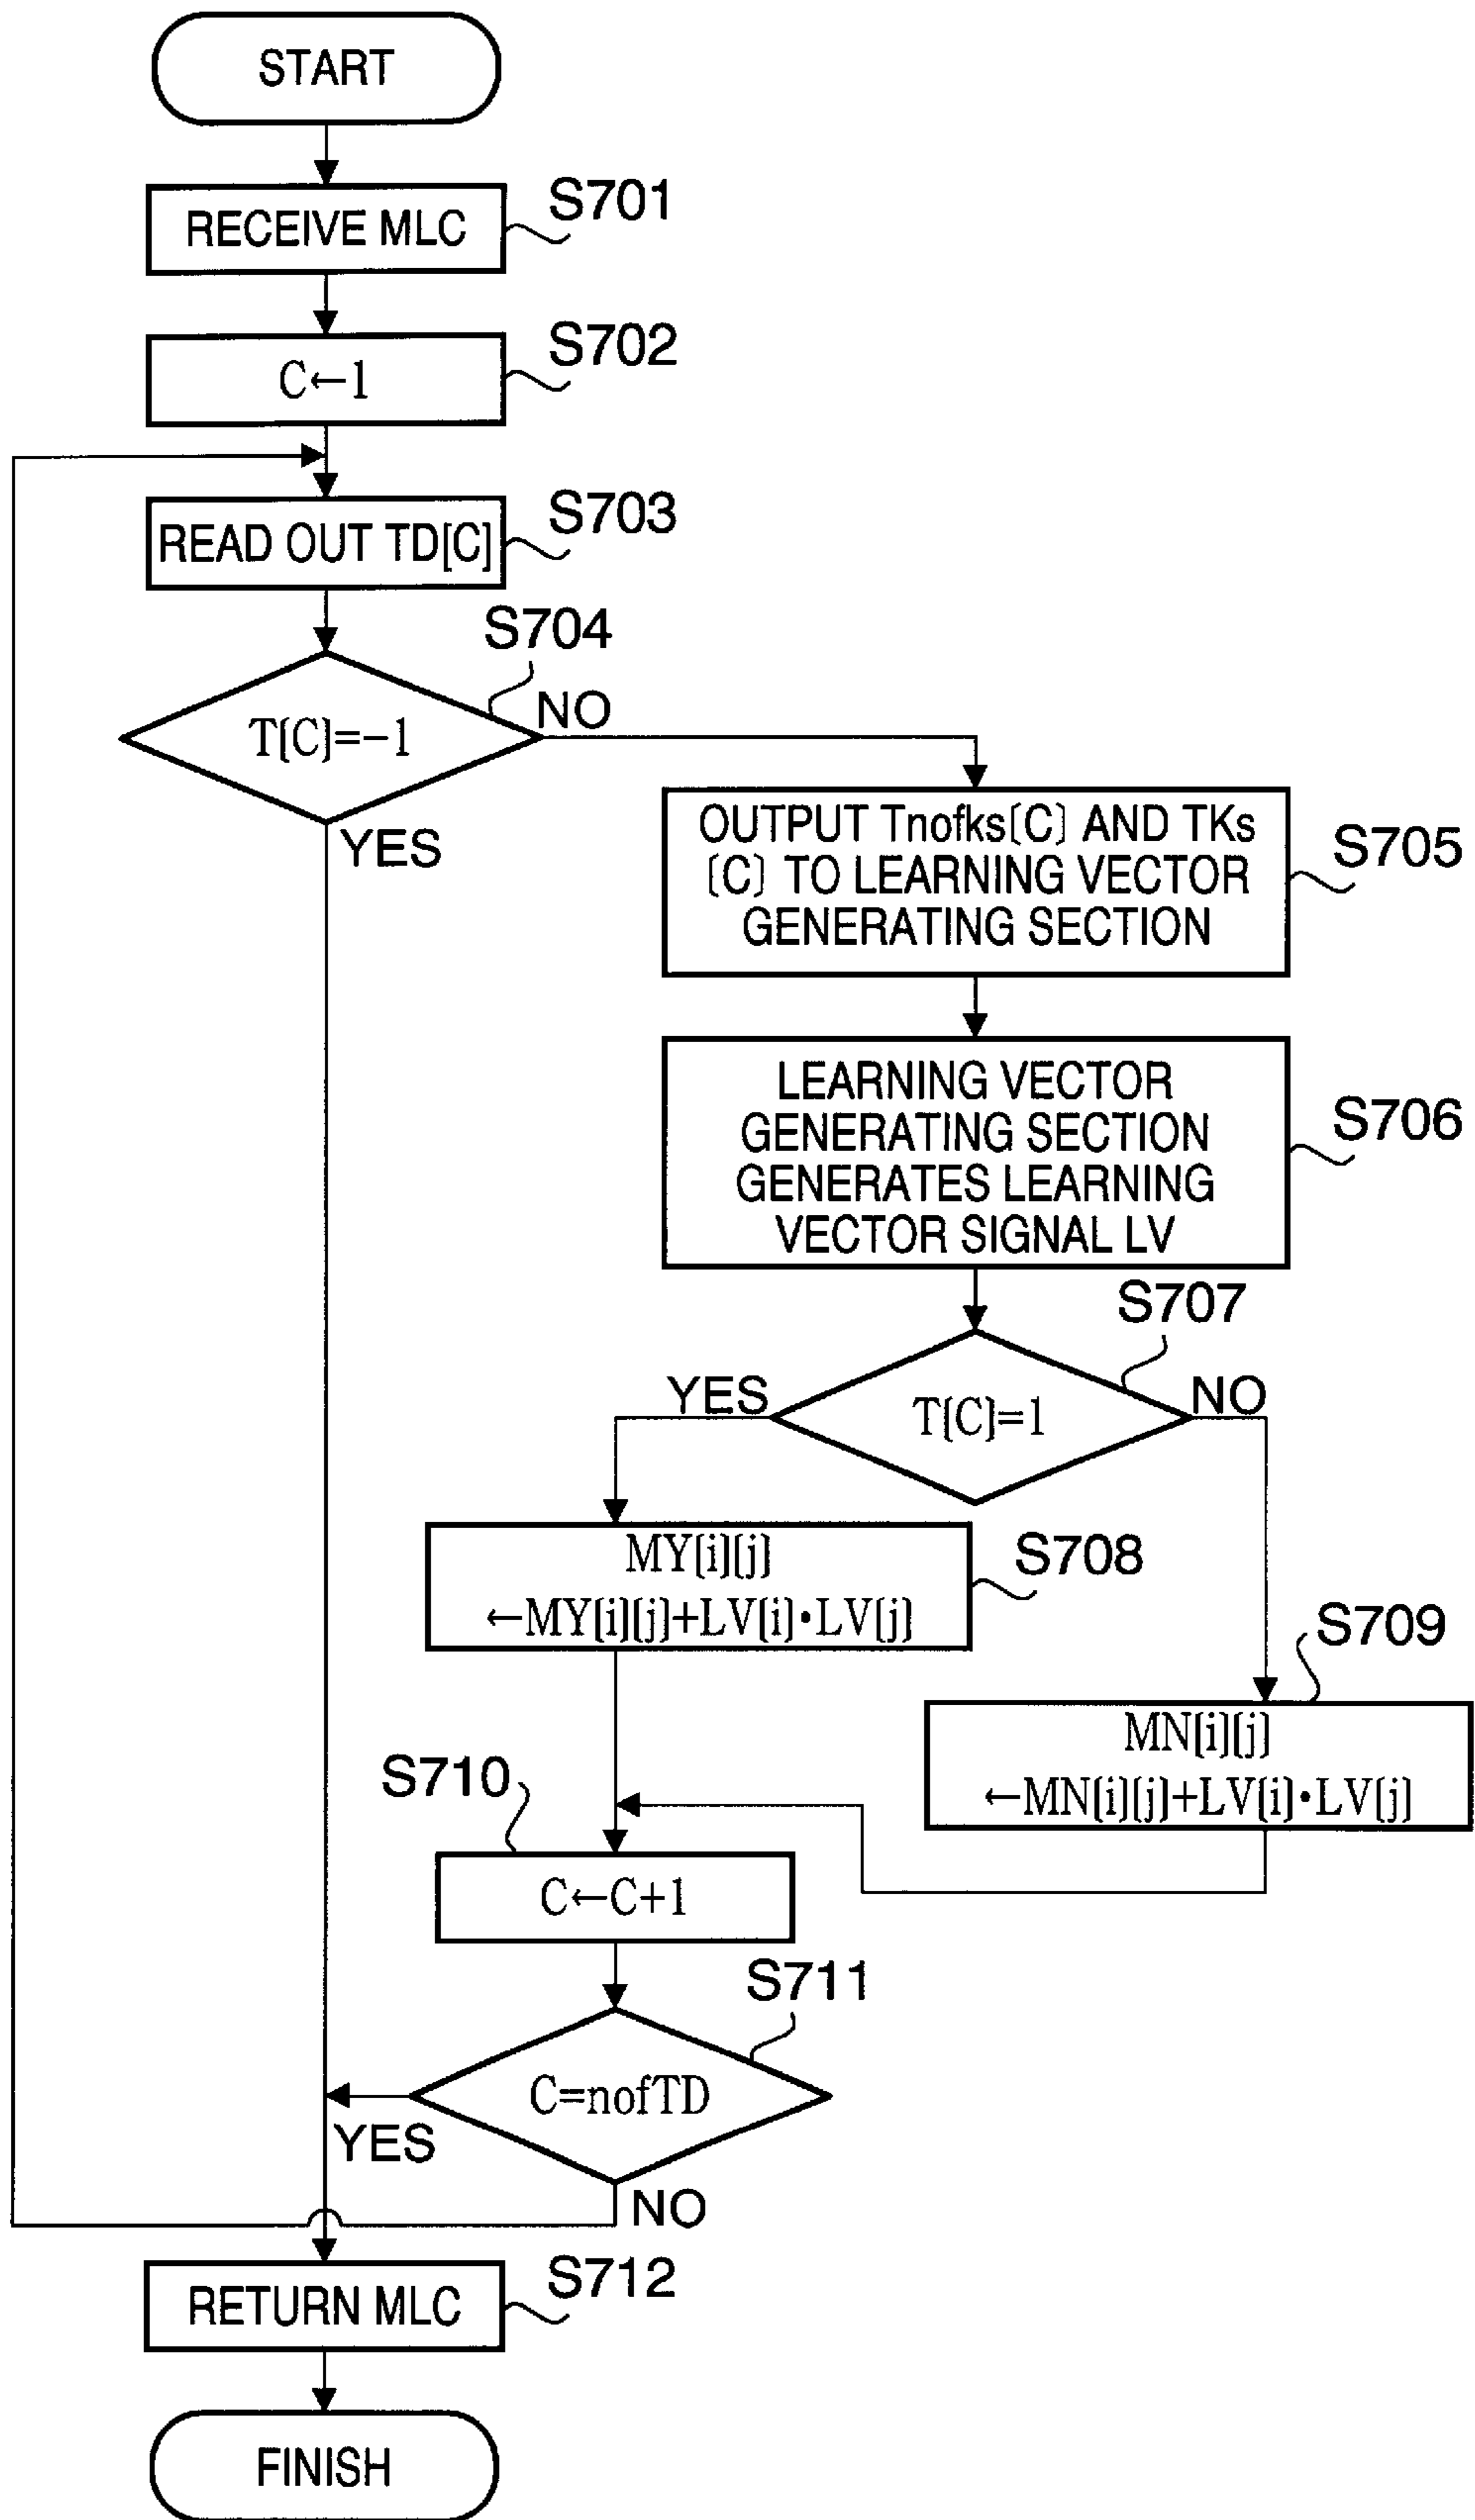 START
RECEIVE MLC
S701
C←1
S702
READ OUT TD[C]
S703
S704
T[C]=-1
NO
YES
OUTPUT Tnofks[C] AND TKs
[C] TO LEARNING VECTOR
GENERATING SECTION
S705
LEARNING VECTOR
GENERATING SECTION
GENERATES LEARNING
VECTOR SIGNAL LV
S706
S707
T[C]=1
YES
NO
MY[i][j]
←MY[i][j]+LV[i]•LV[j]
S708
S709
MN[i][j]
←MN[i][j]+LV[i]•LV[j]
S710
C←C+1
S711
C=nofTD
YES
NO
RETURN MLC
S712
FINISH